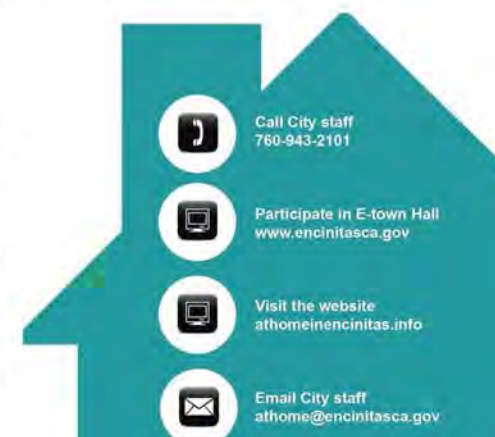 Call City staff
760-943-2101
Participate in E-town Hall
www.encinitasca.gov
Visit the website
athomeinencinitas.info
Email City staff
athome@encinitasca.gov